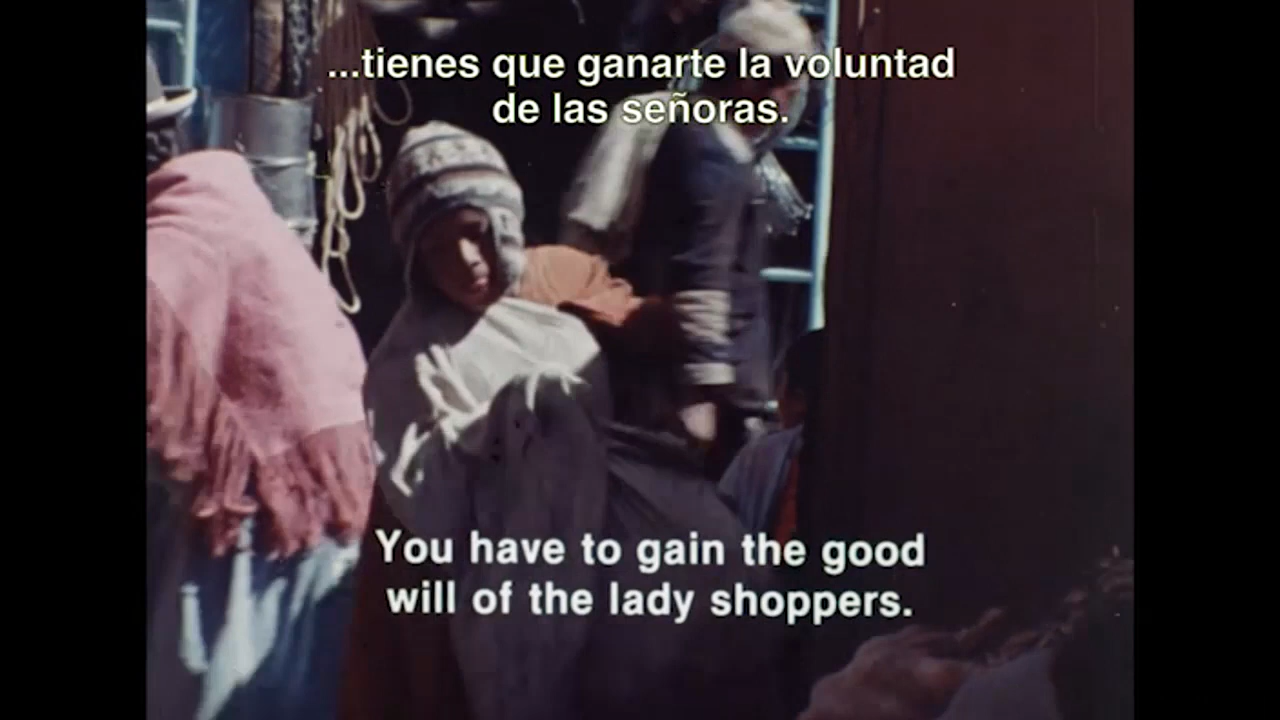 ...tienes que ganarte la voluntad
de las señoras.
You have to gain the good
will of the lady shoppers.